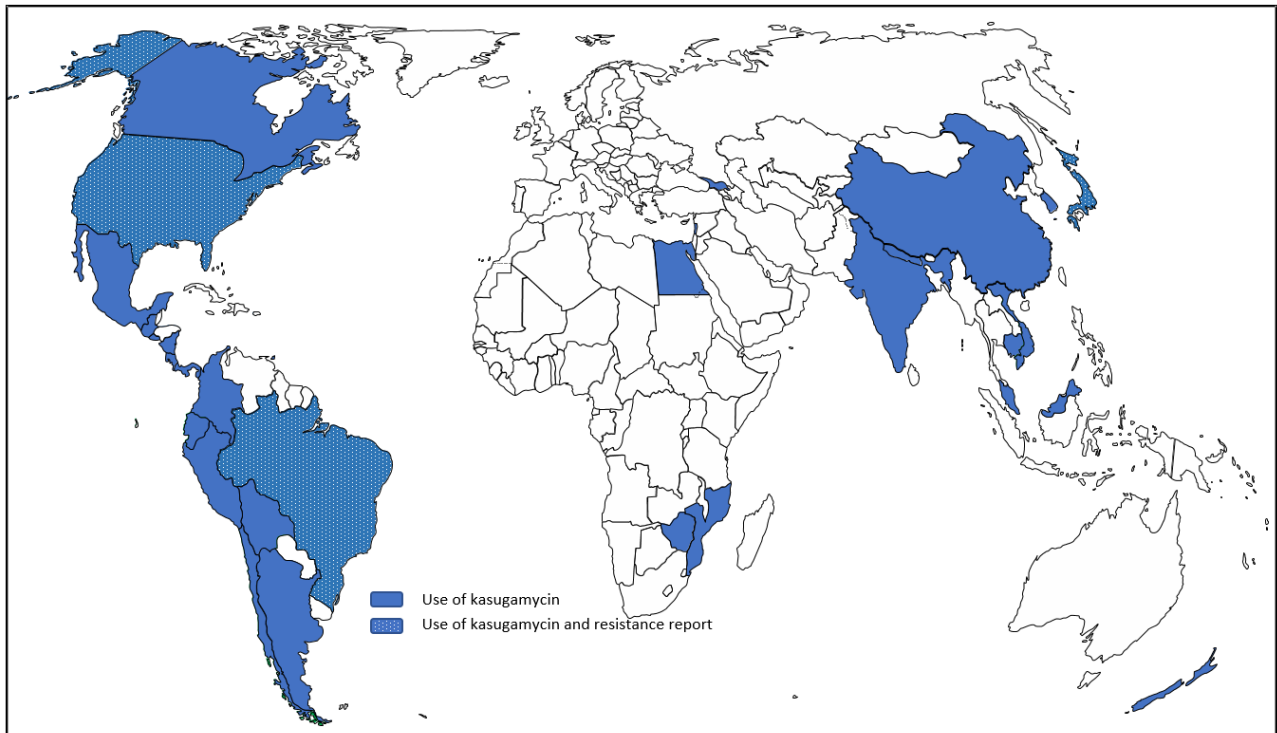 Use of kasugamycin
Use of kasugamycin and resistance report